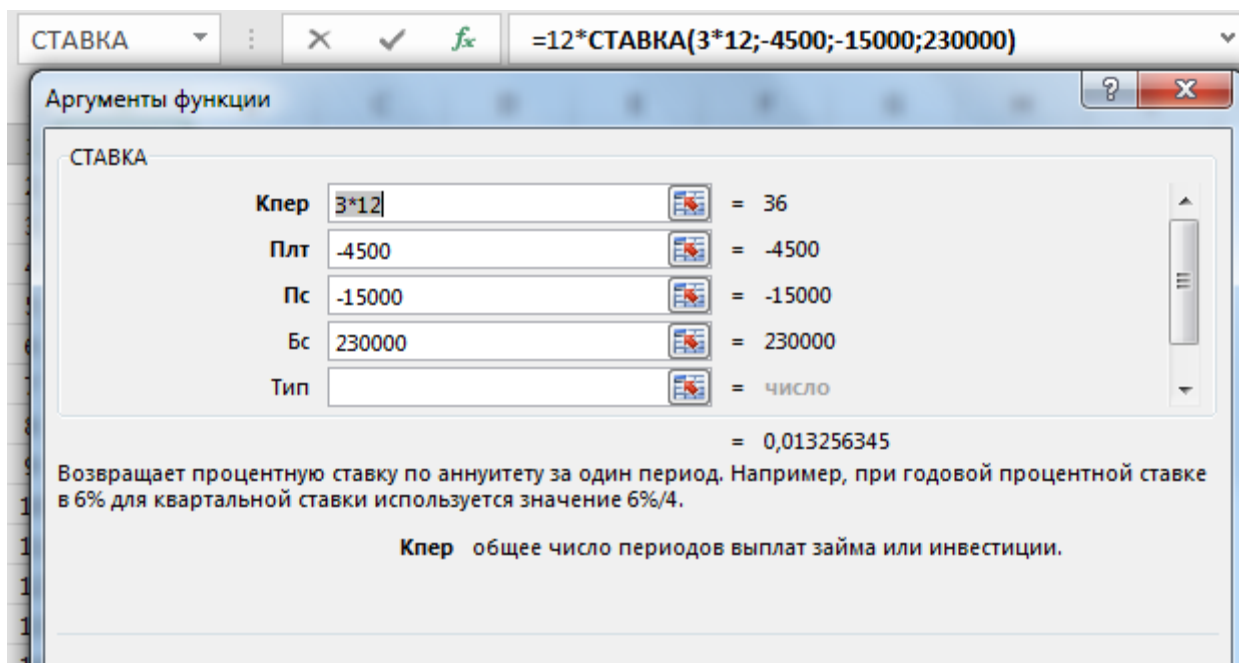 СТАВКА fx =12*СТАВКА(3*12;-4500;-15000;230000)
Аргументы функции ?
СТАВКА
Кпер 3*12 = 36
Плт -4500 = -4500
Пс -15000 = -15000
Бс 230000 = 230000
Тип = число
= 0,013256345
Возвращает процентную ставку по аннуитету за один период. Например, при годовой процентной ставке
в 6% для квартальной ставки используется значение 6%/4.
Кпер общее число периодов выплат займа или инвестиции.